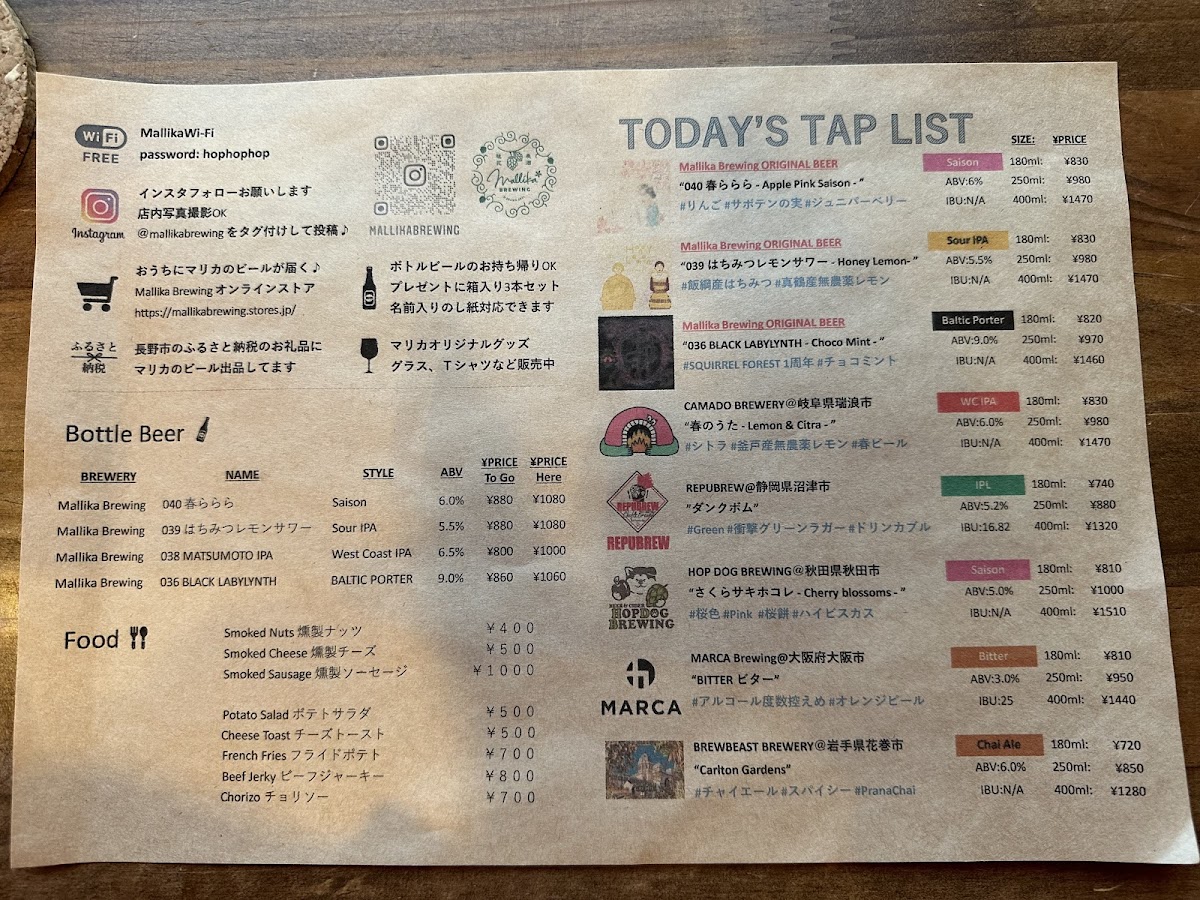 WiFi
FREE
MallikaWi-Fi
password: hophophop
Instagram
インスタフォローお願いします
店内写真撮影OK
@mallikabrewing をタグ付けして投稿♪
MALLIKABREWING
Mallika
BREWING
おうちにマリカのビールが届く♪
Mallika Brewing オンラインストア
https://mallikabrewing.stores.jp/
ボトルビールのお持ち帰りOK
プレゼントに箱入り3本セット
名前入りのし紙対応できます
ふるさと
納税
長野市のふるさと納税のお礼品に
マリカのビール出品してます
マリカオリジナルグッズ
グラス、Tシャツなど販売中
Bottle Beer
BREWERY NAME STYLE ABV ¥PRICE To Go ¥PRICE Here
Mallika Brewing 040 春ららら Saison 6.0% ¥880 ¥1080
Mallika Brewing 039 はちみつレモンサワー Sour IPA 5.5% ¥880 ¥1080
Mallika Brewing 038 MATSUMOTO IPA West Coast IPA 6.5% ¥800 ¥1000
Mallika Brewing 036 BLACK LABYLYNTH BALTIC PORTER 9.0% ¥860 ¥1060
Food
Smoked Nuts 燻製ナッツ ¥400
Smoked Cheese 燻製チーズ ¥500
Smoked Sausage 燻製ソーセージ ¥1000
Potato Salad ポテトサラダ ¥500
Cheese Toast チーズトースト ¥500
French Fries フライドポテト ¥700
Beef Jerky ビーフジャーキー ¥800
Chorizo チョリソー ¥700
TODAY'S TAP LIST
SIZE: ¥PRICE
Mallika Brewing ORIGINAL BEER Saison 180ml: ¥830
"040 春ららら - Apple Pink Saison - " ABV:6% 250ml: ¥980
#りんご #サボテンの実 #ジュニパーベリー IBU:N/A 400ml: ¥1470
Mallika Brewing ORIGINAL BEER Sour IPA 180ml: ¥830
"039 はちみつレモンサワー - Honey Lemon- " ABV:5.5% 250ml: ¥980
#飯綱産はちみつ #真鶴産無農薬レモン IBU:N/A 400ml: ¥1470
Mallika Brewing ORIGINAL BEER Baltic Porter 180ml: ¥820
"036 BLACK LABYLYNTH - Choco Mint - " ABV:9.0% 250ml: ¥970
#SQUIRREL FOREST 1周年 #チョコミント IBU:N/A 400ml: ¥1460
CAMADO BREWERY@岐阜県瑞浪市 WC IPA 180ml: ¥830
"春のうた - Lemon & Citra - " ABV:6.0% 250ml: ¥980
#シトラ #釜戸産無農薬レモン #春ビール IBU:N/A 400ml: ¥1470
REPUBREW
REPUBREW
REPUBREW@静岡県沼津市 IPL 180ml: ¥740
"ダンクボム" ABV:5.2% 250ml: ¥880
#Green #衝撃グリーンラガー #ドリンカブル IBU:16.82 400ml: ¥1320
BEER & CIDER
HOPDOG
BREWING
HOP DOG BREWING@秋田県秋田市 Saison 180ml: ¥810
"さくらサキホコレ - Cherry blossoms - " ABV:5.0% 250ml: ¥1000
#桜色 #Pink #桜餅 #ハイビスカス IBU:N/A 400ml: ¥1510
MARCA
MARCA Brewing@大阪府大阪市 Bitter 180ml: ¥810
"BITTER ビター" ABV:3.0% 250ml: ¥950
#アルコール度数控えめ #オレンジビール IBU:25 400ml: ¥1440
BREWBEAST BREWERY@岩手県花巻市 Chai Ale 180ml: ¥720
"Carlton Gardens" ABV:6.0% 250ml: ¥850
#チャイエール #スパイシー #PranaChai IBU:N/A 400ml: ¥1280